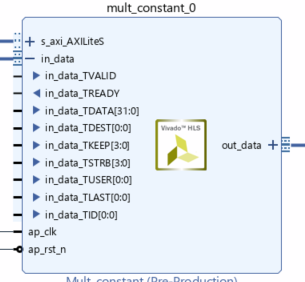 mult_constant_0
s_axi_AXILiteS
in_data
in_data_TVALID
in_data_TREADY
in_data_TDATA[31:0]
in_data_TDEST[0:0]
in_data_TKEEP[3:0]
in_data_TSTRB[3:0]
in_data_TUSER[0:0]
in_data_TLAST[0:0]
in_data_TID[0:0]
ap_clk
ap_rst_n
Vivado™ HLS
out_data
Mult_constant (Pre-Production)